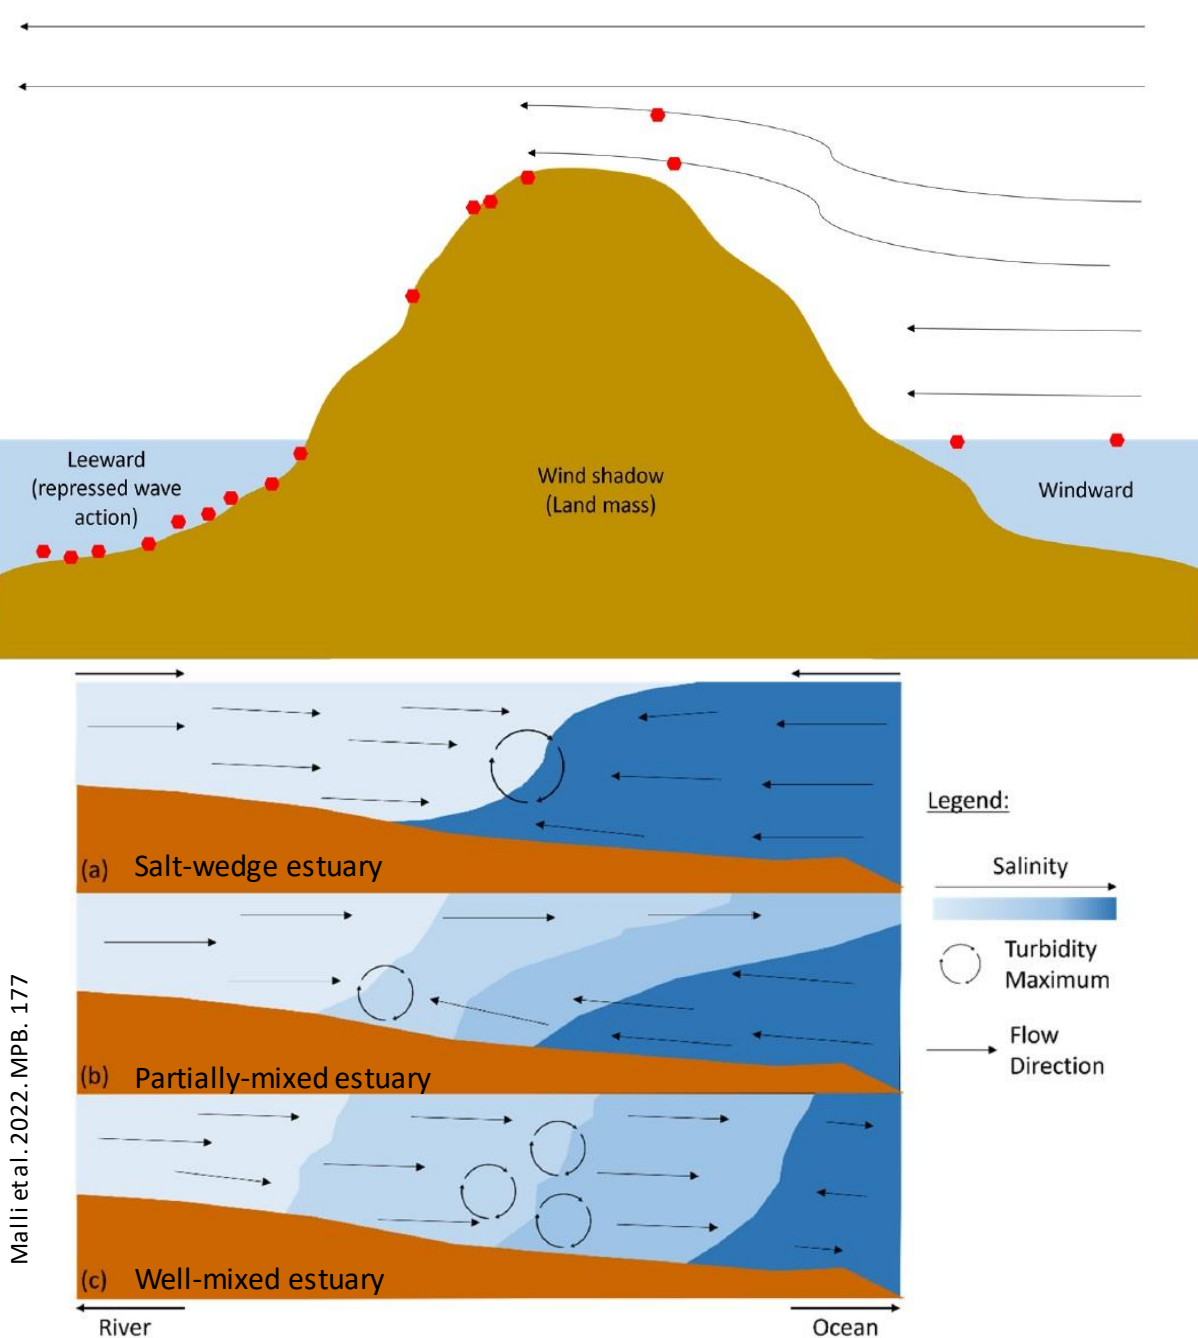 Leeward
(repressed wave
action)
Wind shadow
(Land mass)
Windward
(a) Salt-wedge estuary
Legend:
Salinity
Turbidity
Maximum
Flow
Direction
(b) Partially-mixed estuary
(c) Well-mixed estuary
River
Ocean
Malli et al. 2022. MPB. 177